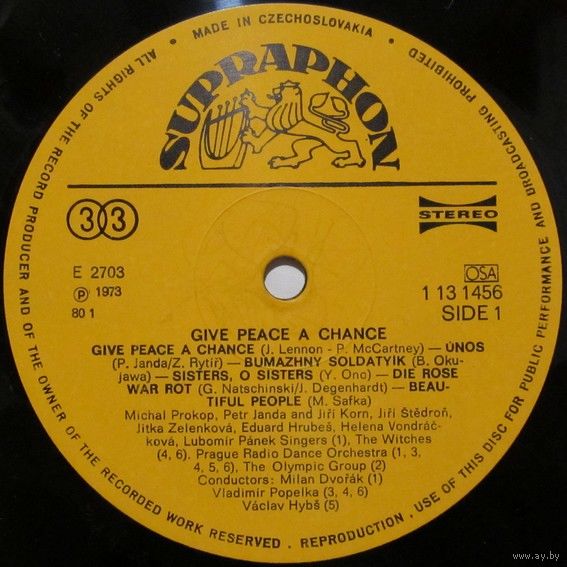 ALL RIGHTS OF THE RECORD PRODUCER AND OF THE OWNER OF THE RECORDED WORK RESERVED . REPRODUCTION . USE OF THIS DISC FOR PUBLIC PERFORMANCE AND BROADCASTING PROHIBITED
• MADE IN CZECHOSLOVAKIA •
SUPRAPHON
33
STEREO
E 2703
OSA
Ⓟ 1973
1 13 1456
80 1
SIDE 1
GIVE PEACE A CHANCE
GIVE PEACE A CHANCE (J. Lennon - P. McCartney) — ÚNOS
(P. Janda/Z. Rytíř) — BUMAZHNY SOLDATYIK (B. Oku-
jawa) — SISTERS, O SISTERS (Y. Ono) — DIE ROSE
WAR ROT (G. Natschinski/J. Degenhardt) — BEAU-
TIFUL PEOPLE (M. Safka)
Michal Prokop, Petr Janda and Jiří Korn, Jiří Štědroň,
Jitka Zelenková, Eduard Hrubeš, Helena Vondráč-
ková, Lubomír Pánek Singers (1), The Witches
(4, 6). Prague Radio Dance Orchestra (1, 3,
4, 5, 6), The Olympic Group (2)
Conductors: Milan Dvořák (1)
Vladimír Popelka (3, 4, 6)
Václav Hybš (5)
www.ay.by